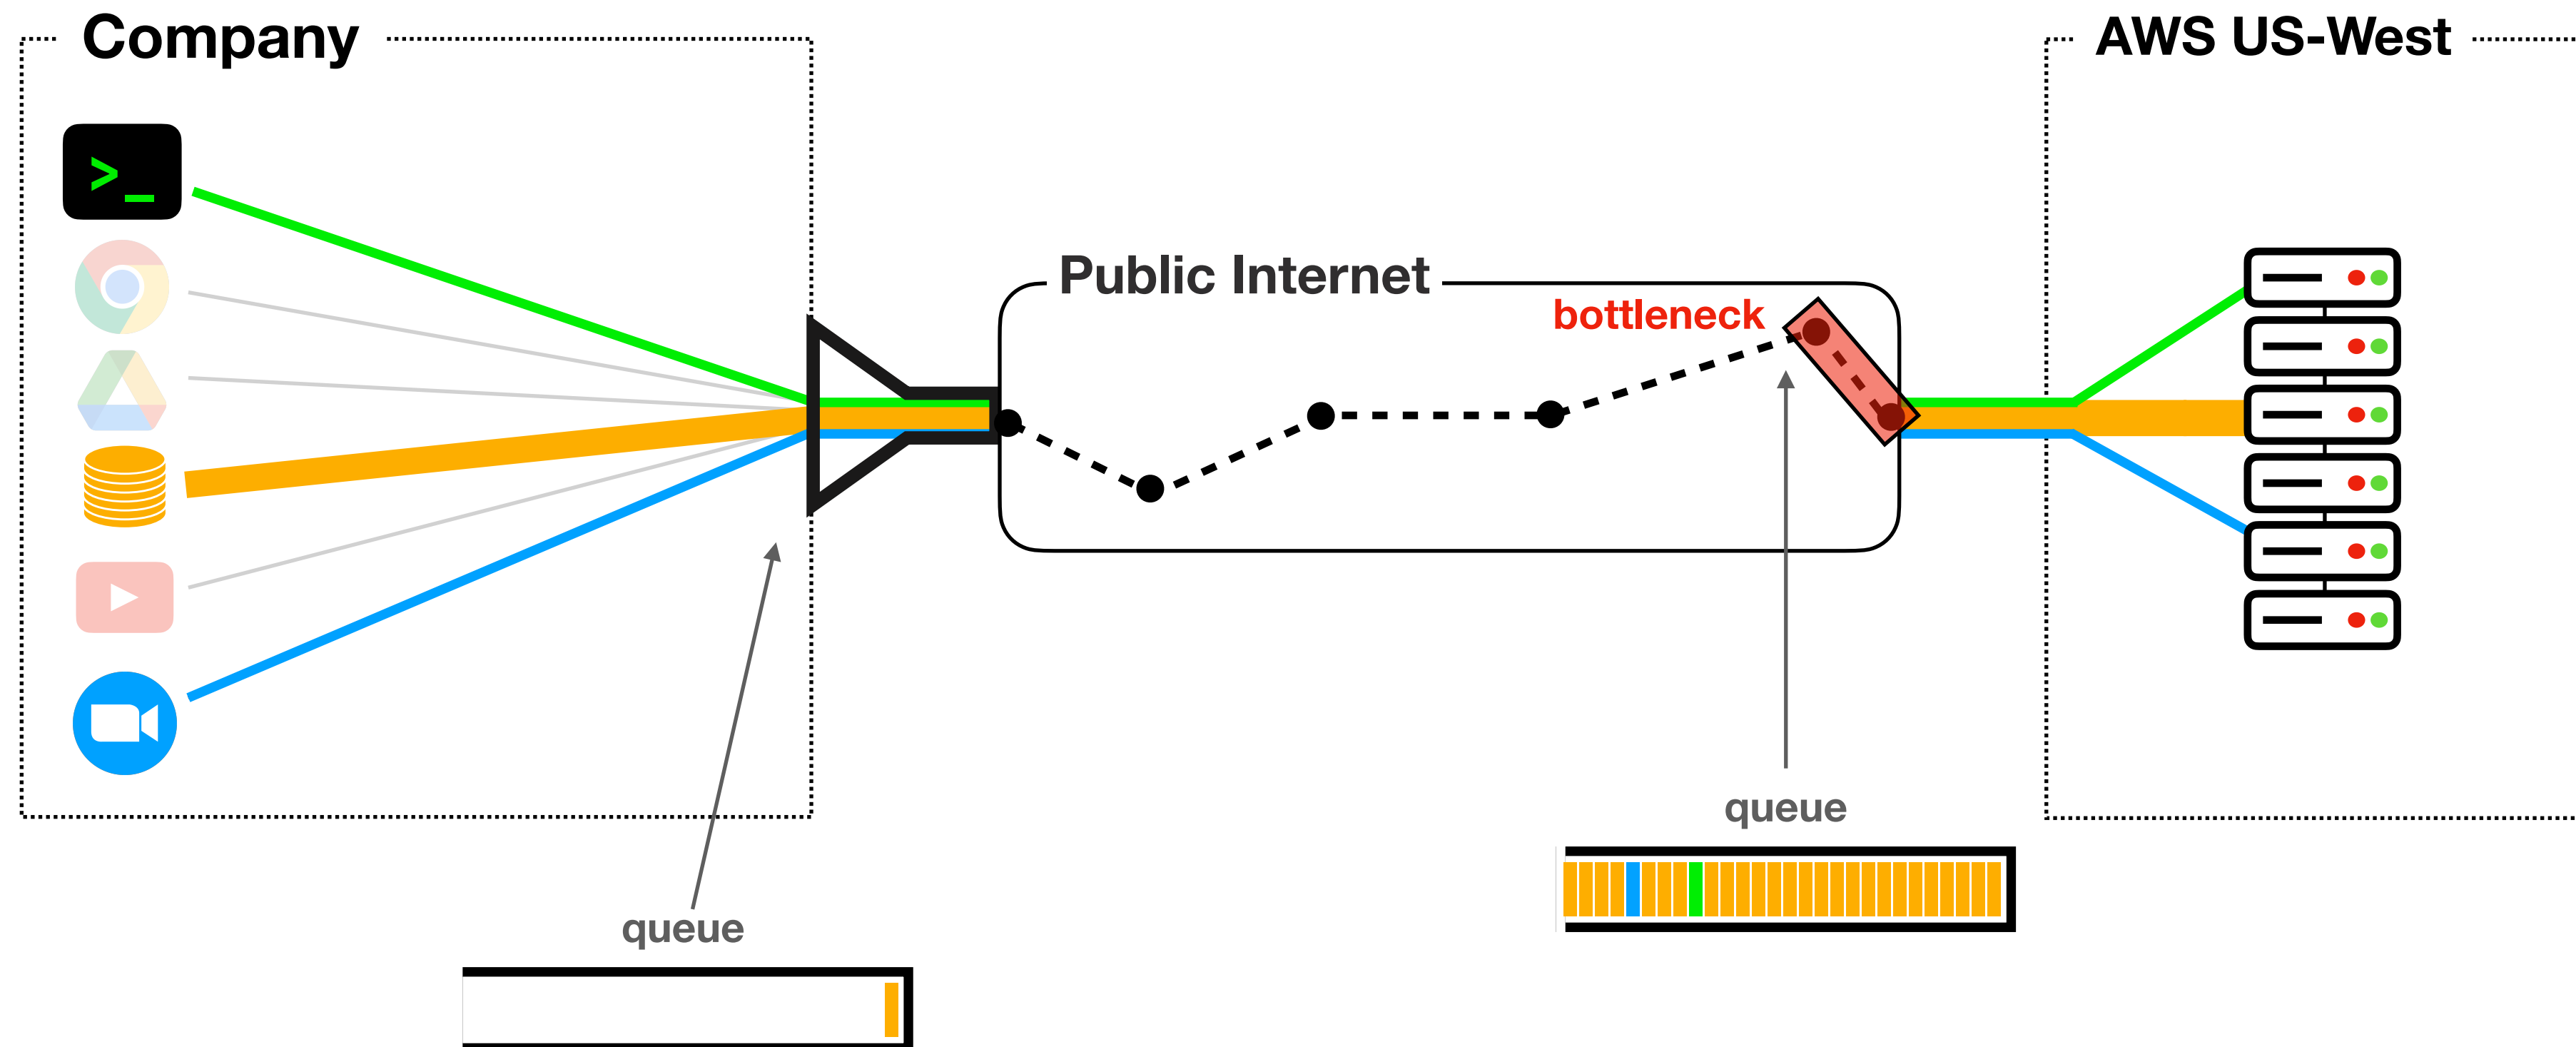 Company
AWS US-West
>_
Public Internet
bottleneck
queue
queue